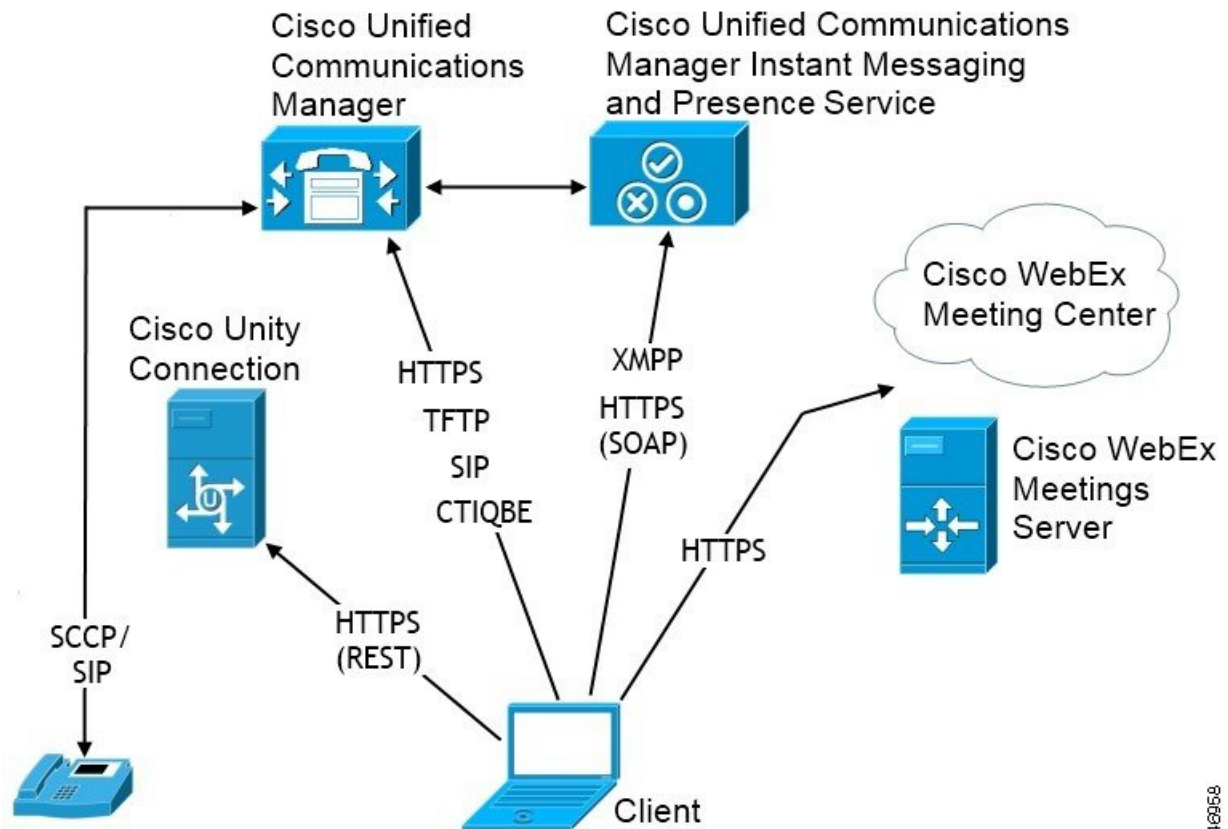 Cisco Unified
Communications
Manager
Cisco Unified Communications
Manager Instant Messaging
and Presence Service
Cisco WebEx
Meeting Center
Cisco Unity
Connection
HTTPS
TFTP
SIP
CTIQBE
XMPP
HTTPS
(SOAP)
Cisco WebEx
Meetings
Server
HTTPS
U
HTTPS
(REST)
SCCP/
SIP
Client